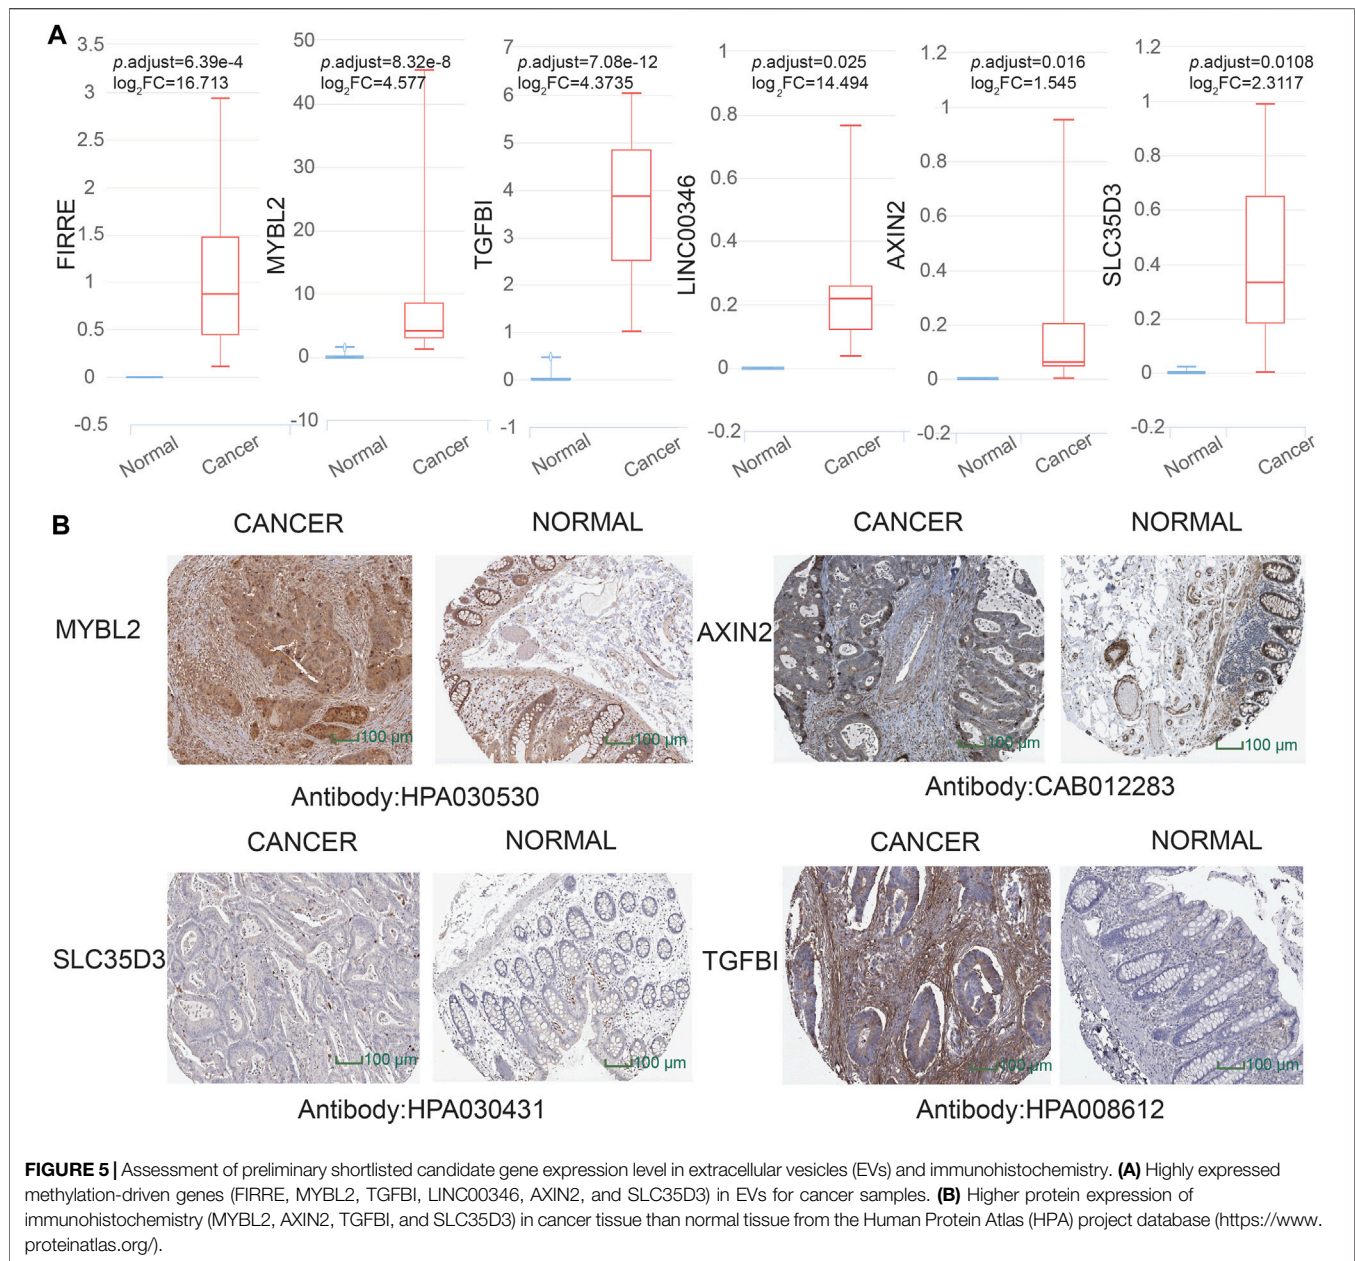 A
p.adjust=6.39e-4
log2FC=16.713
3.5
3
2.5
2
1.5
1
0.5
0
-0.5
FIRRE
Normal
Cancer
p.adjust=8.32e-8
log2FC=4.577
50
40
30
20
10
0
-10
MYBL2
Normal
Cancer
p.adjust=7.08e-12
log2FC=4.3735
7
6
5
4
3
2
1
0
-1
TGFBI
Normal
Cancer
p.adjust=0.025
log2FC=14.494
1
0.8
0.6
0.4
0.2
0
-0.2
LINC00346
Normal
Cancer
p.adjust=0.016
log2FC=1.545
1.2
1
0.8
0.6
0.4
0.2
0
-0.2
AXIN2
Normal
Cancer
p.adjust=0.0108
log2FC=2.3117
1.2
1
0.8
0.6
0.4
0.2
0
-0.2
SLC35D3
Normal
Cancer
B
CANCER
NORMAL
MYBL2
100 µm
100 µm
Antibody:HPA030530
CANCER
NORMAL
AXIN2
100 µm
100 µm
Antibody:CAB012283
CANCER
NORMAL
SLC35D3
100 µm
100 µm
Antibody:HPA030431
CANCER
NORMAL
TGFBI
100 µm
100 µm
Antibody:HPA008612
FIGURE 5 | Assessment of preliminary shortlisted candidate gene expression level in extracellular vesicles (EVs) and immunohistochemistry. (A) Highly expressed
methylation-driven genes (FIRRE, MYBL2, TGFBI, LINC00346, AXIN2, and SLC35D3) in EVs for cancer samples. (B) Higher protein expression of
immunohistochemistry (MYBL2, AXIN2, TGFBI, and SLC35D3) in cancer tissue than normal tissue from the Human Protein Atlas (HPA) project database (https://www.
proteinatlas.org/).